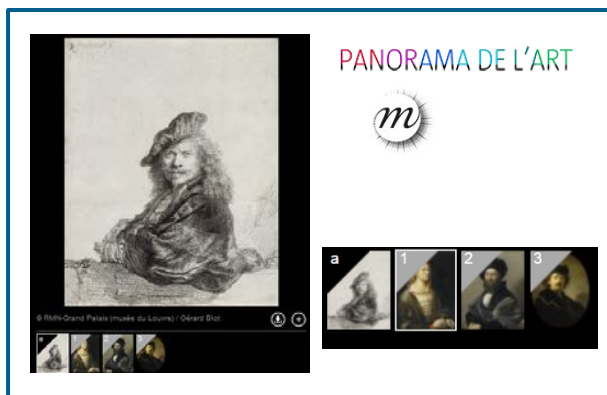 PANORAMA DE L'ART
m
© RMN-Grand Palais (musée du Louvre) / Gérard Blot
a
1
2
3